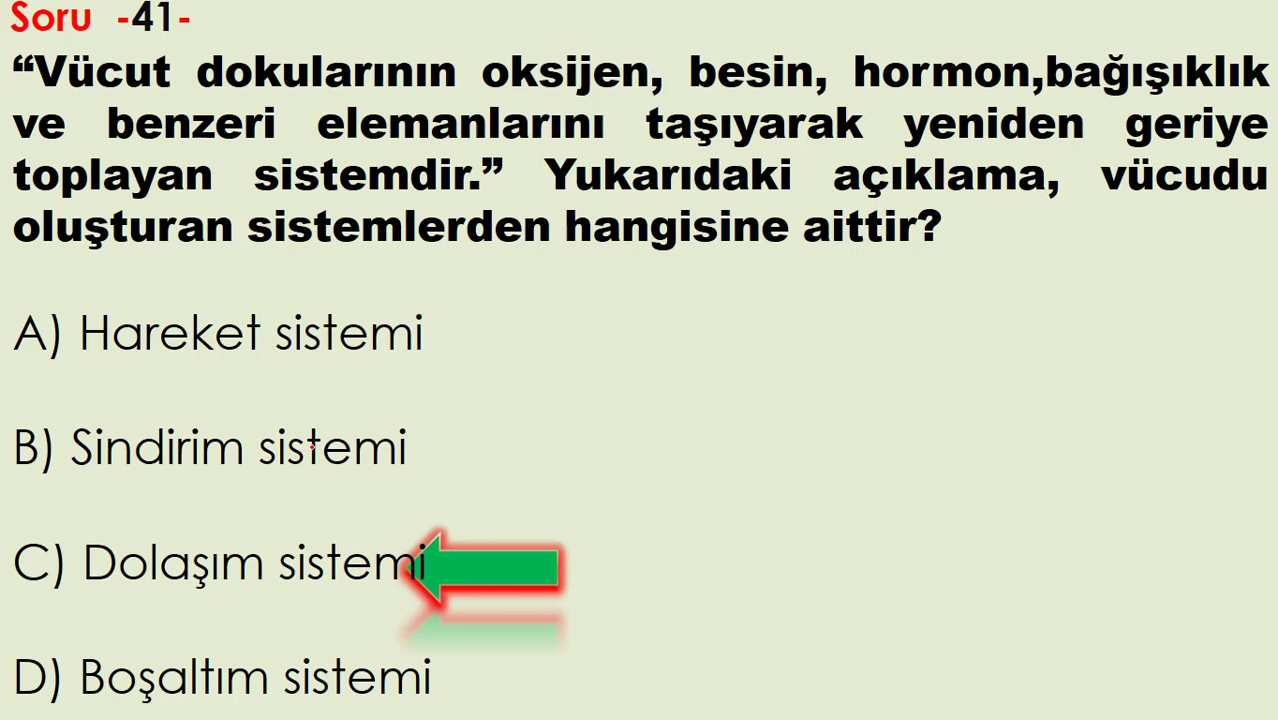 Soru -41-
“Vücut dokularının oksijen, besin, hormon,bağışıklık
ve benzeri elemanlarını taşıyarak yeniden geriye
toplayan sistemdir.” Yukarıdaki açıklama, vücudu
oluşturan sistemlerden hangisine aittir?
A) Hareket sistemi
B) Sindirim sistemi
C) Dolaşım sistemi
D) Boşaltım sistemi